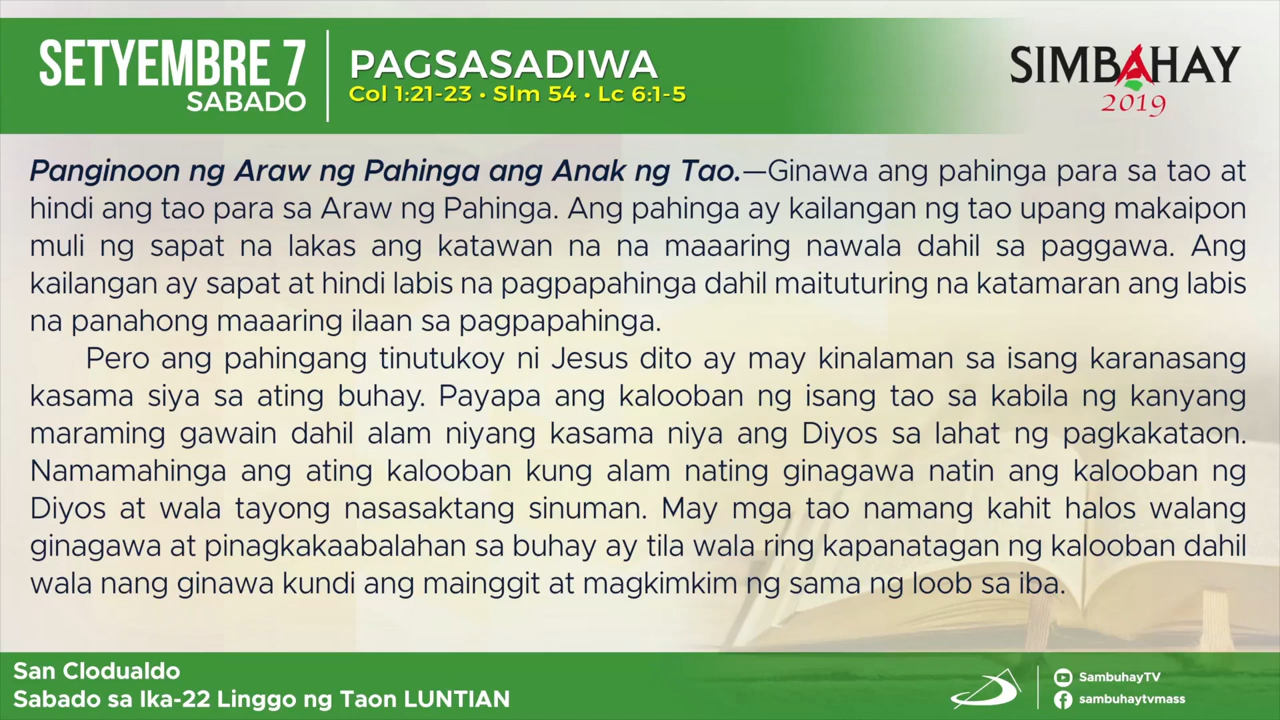 SETYEMBRE 7
SABADO
PAGSASADIWA
Col 1:21-23 • Slm 54 • Lc 6:1-5
SIMBAHAY
2019
Panginoon ng Araw ng Pahinga ang Anak ng Tao.—Ginawa ang pahinga para sa tao at
hindi ang tao para sa Araw ng Pahinga. Ang pahinga ay kailangan ng tao upang makaipon
muli ng sapat na lakas ang katawan na na maaaring nawala dahil sa paggawa. Ang
kailangan ay sapat at hindi labis na pagpapahinga dahil maituturing na katamaran ang labis
na panahong maaaring ilaan sa pagpapahinga.
Pero ang pahingang tinutukoy ni Jesus dito ay may kinalaman sa isang karanasang
kasama siya sa ating buhay. Payapa ang kalooban ng isang tao sa kabila ng kanyang
maraming gawain dahil alam niyang kasama niya ang Diyos sa lahat ng pagkakataon.
Namamahinga ang ating kalooban kung alam nating ginagawa natin ang kalooban ng
Diyos at wala tayong nasasaktang sinuman. May mga tao namang kahit halos walang
ginagawa at pinagkakaabalahan sa buhay ay tila wala ring kapanatagan ng kalooban dahil
wala nang ginawa kundi ang mainggit at magkimkim ng sama ng loob sa iba.
San Clodualdo
Sabado sa Ika-22 Linggo ng Taon LUNTIAN
SambuhayTV
sambuhaytvmass